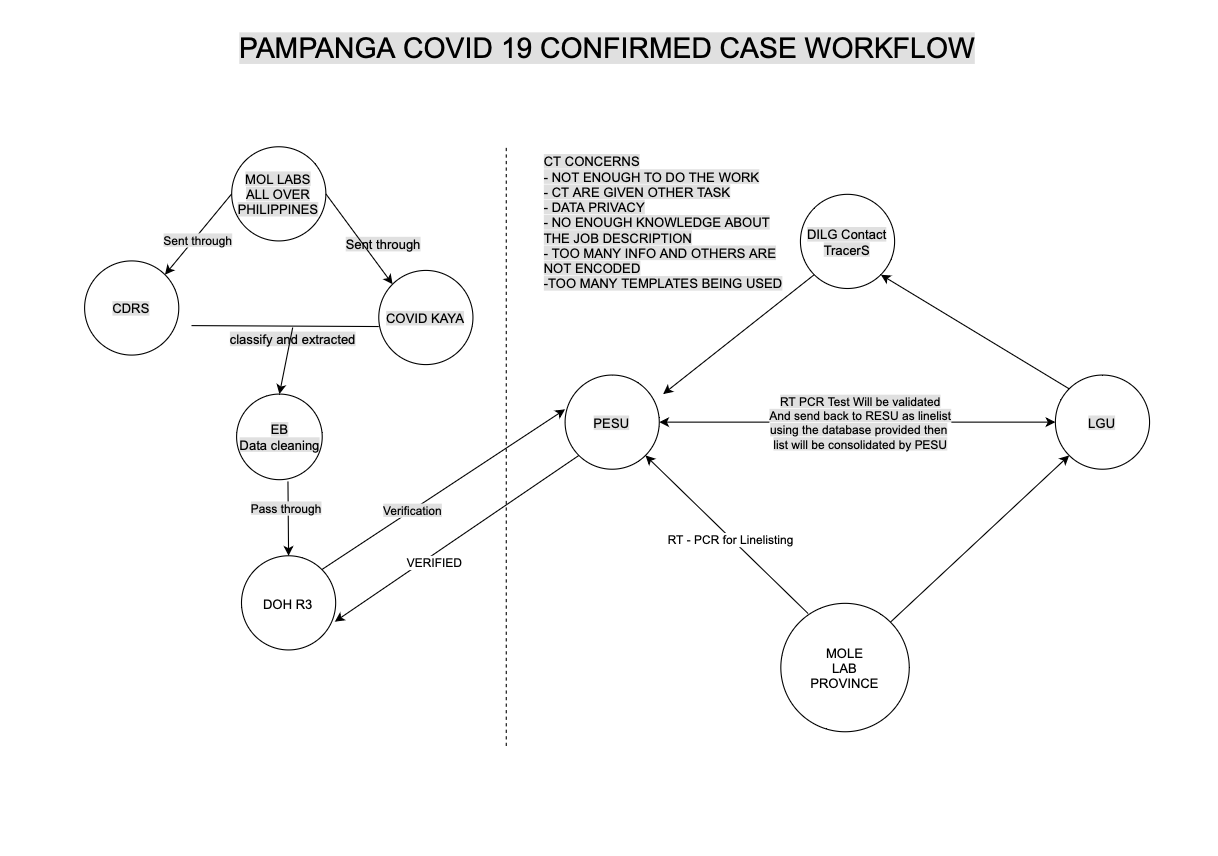 PAMPANGA COVID 19 CONFIRMED CASE WORKFLOW
MOL LABS
ALL OVER
PHILIPPINES
Sent through
Sent through
CDRS
COVID KAYA
classify and extracted
EB
Data cleaning
Pass through
DOH R3
Verification
VERIFIED
CT CONCERNS
- NOT ENOUGH TO DO THE WORK
- CT ARE GIVEN OTHER TASK
- DATA PRIVACY
- NO ENOUGH KNOWLEDGE ABOUT
THE JOB DESCRIPTION
- TOO MANY INFO AND OTHERS ARE
NOT ENCODED
-TOO MANY TEMPLATES BEING USED
DILG Contact
TracerS
PESU
RT PCR Test Will be validated
And send back to RESU as linelist
using the database provided then
list will be consolidated by PESU
LGU
RT - PCR for Linelisting
MOLE
LAB
PROVINCE